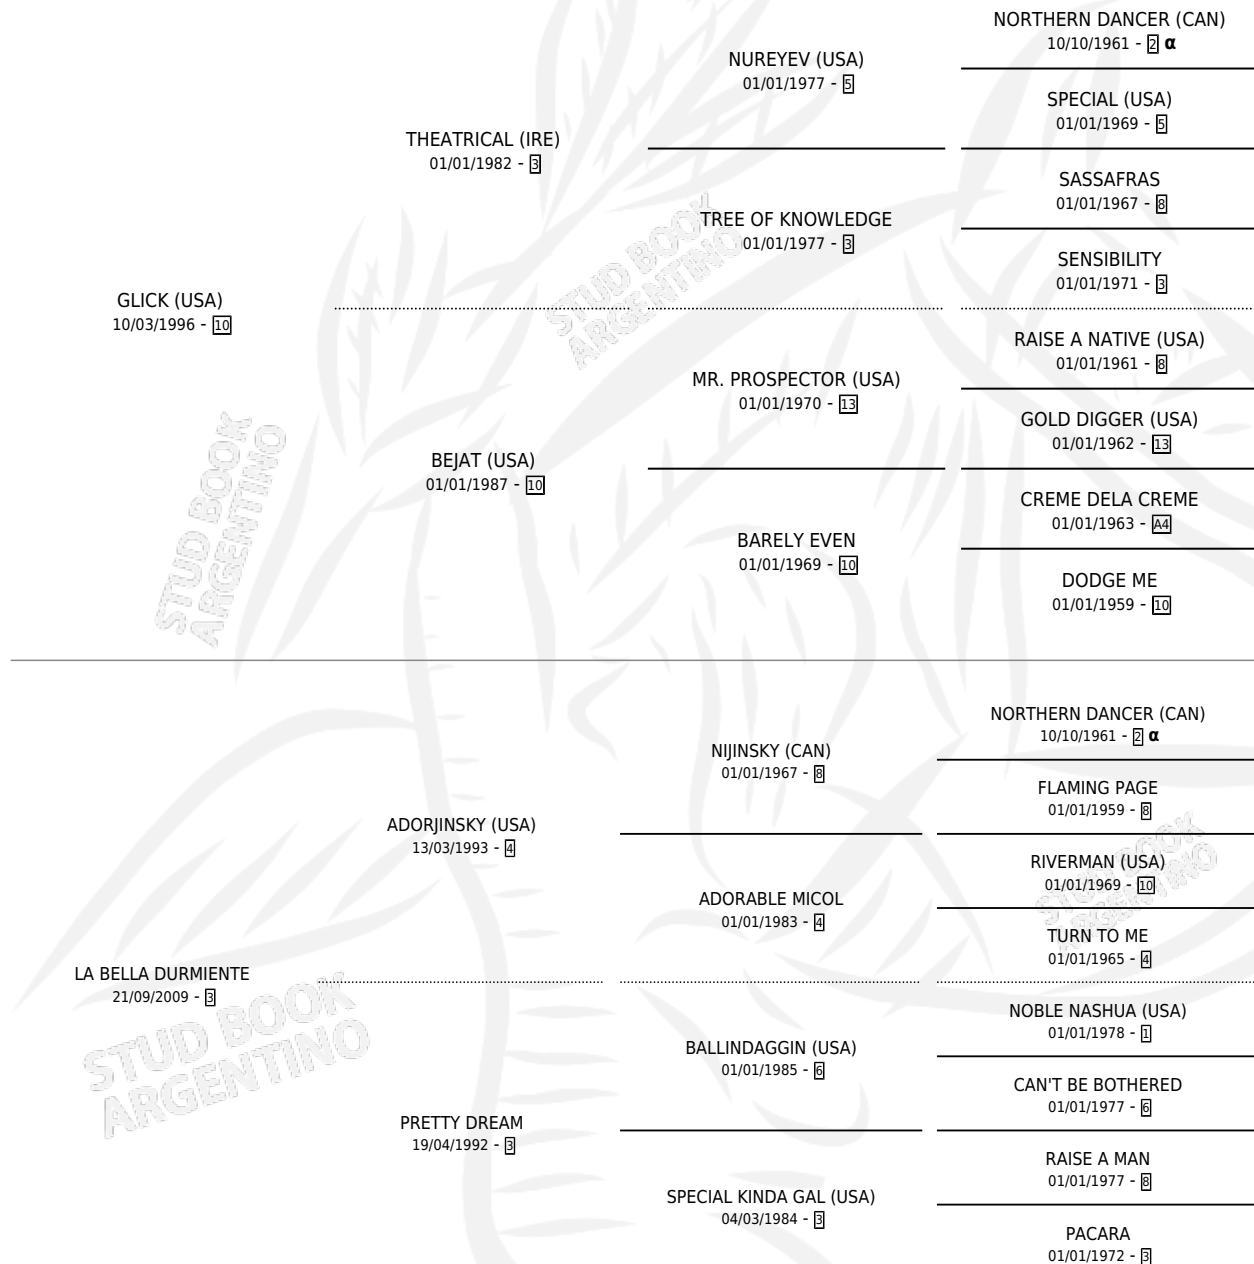 NORTHERN DANCER (CAN)
10/10/1961 - 2 α
NUREYEV (USA)
01/01/1977 - 5
SPECIAL (USA)
01/01/1969 - 5
THEATRICAL (IRE)
01/01/1982 - 3
SASSAFRAS
01/01/1967 - 8
TREE OF KNOWLEDGE
01/01/1977 - 3
SENSIBILITY
01/01/1971 - 3
GLICK (USA)
10/03/1996 - 10
RAISE A NATIVE (USA)
01/01/1961 - 8
MR. PROSPECTOR (USA)
01/01/1970 - 13
GOLD DIGGER (USA)
01/01/1962 - 13
BEJAT (USA)
01/01/1987 - 10
CREME DELA CREME
01/01/1963 - A4
BARELY EVEN
01/01/1969 - 10
DODGE ME
01/01/1959 - 10
STUD BOOK
ARGENTINO
STUD BOOK
ARGENTINO
NORTHERN DANCER (CAN)
10/10/1961 - 2 α
NIJINSKY (CAN)
01/01/1967 - 8
FLAMING PAGE
01/01/1959 - 8
ADORJINSKY (USA)
13/03/1993 - 4
RIVERMAN (USA)
01/01/1969 - 10
ADORABLE MICOL
01/01/1983 - 4
TURN TO ME
01/01/1965 - 4
LA BELLA DURMIENTE
21/09/2009 - 3
NOBLE NASHUA (USA)
01/01/1978 - 1
BALLINDAGGIN (USA)
01/01/1985 - 6
CAN'T BE BOTHERED
01/01/1977 - 6
PRETTY DREAM
19/04/1992 - 3
RAISE A MAN
01/01/1977 - 8
SPECIAL KINDA GAL (USA)
04/03/1984 - 3
PACARA
01/01/1972 - 3
STUD BOOK
ARGENTINO
STUD BOOK
ARGENTINO